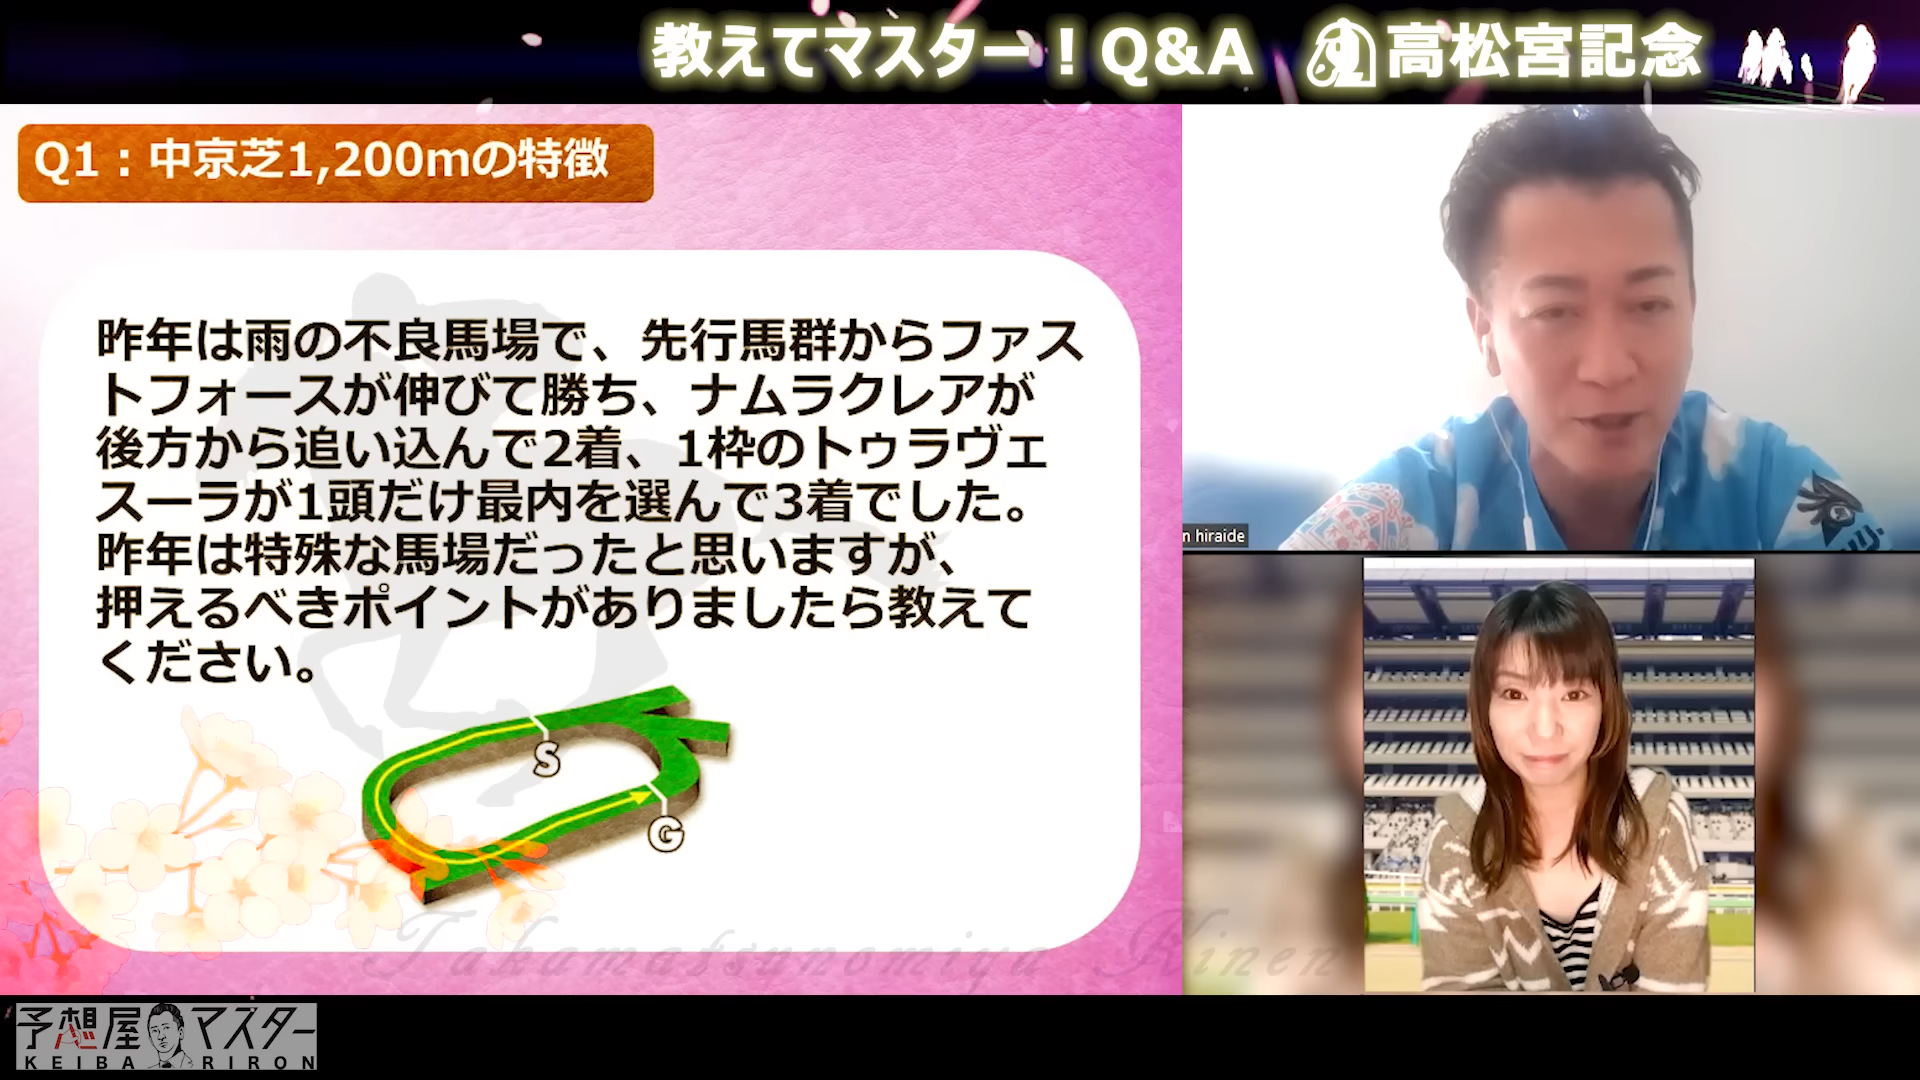 教えてマスター！Q&A 高松宮記念
Q1：中京芝1,200mの特徴
昨年は雨の不良馬場で、先行馬群からファス
トフォースが伸びて勝ち、ナムラクレアが
後方から追い込んで2着、1枠のトゥラヴェ
スーラが1頭だけ最内を選んで3着でした。
昨年は特殊な馬場だったと思いますが、
押えるべきポイントがありましたら教えて
ください。
S
G
n hiraide
Takamatsunomiya Kinen
予想屋マスター
KEIBA RIRON